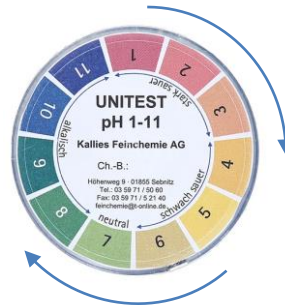 1
2
3
4
5
6
7
8
9
10
11
stark sauer
schwach sauer
neutral
alkalisch
UNITEST
pH 1-11
Kallies Feinchemie AG
Ch.-B.:
Höhenweg 9 · 01855 Sebnitz
Tel.: 03 59 71 / 50 60
Fax: 03 59 71 / 5 21 40
feinchemie@t-online.de